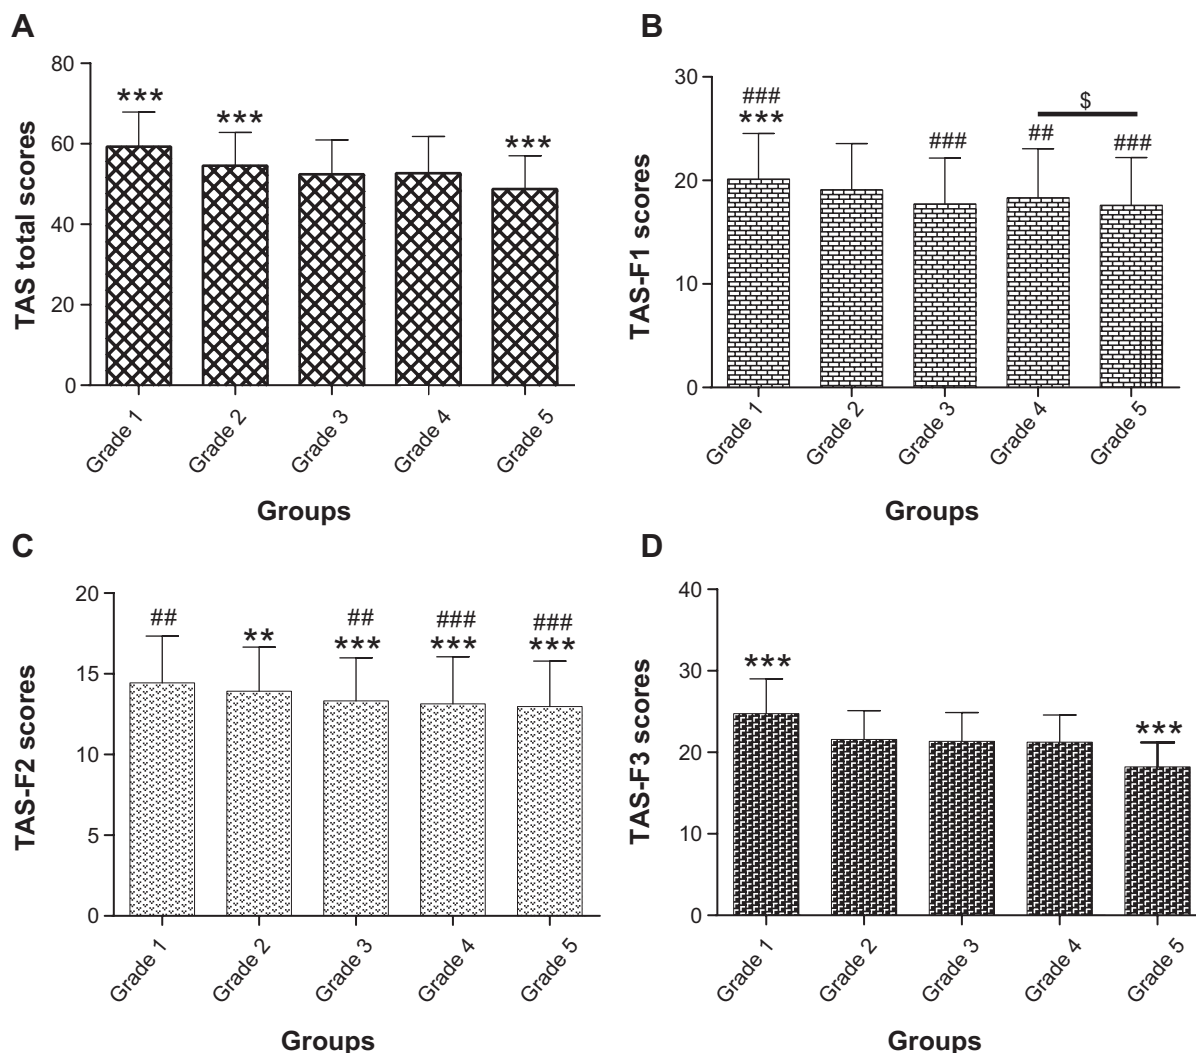 A
TAS total scores
80
60
40
20
0
***
***
***
Grade 1
Grade 2
Grade 3
Grade 4
Grade 5
Groups
B
TAS-F1 scores
30
20
10
0
###
***
###
##
$
###
Grade 1
Grade 2
Grade 3
Grade 4
Grade 5
Groups
C
TAS-F2 scores
20
15
10
5
0
##
**
##
***
###
***
###
***
Grade 1
Grade 2
Grade 3
Grade 4
Grade 5
Groups
D
TAS-F3 scores
40
30
20
10
0
***
***
Grade 1
Grade 2
Grade 3
Grade 4
Grade 5
Groups